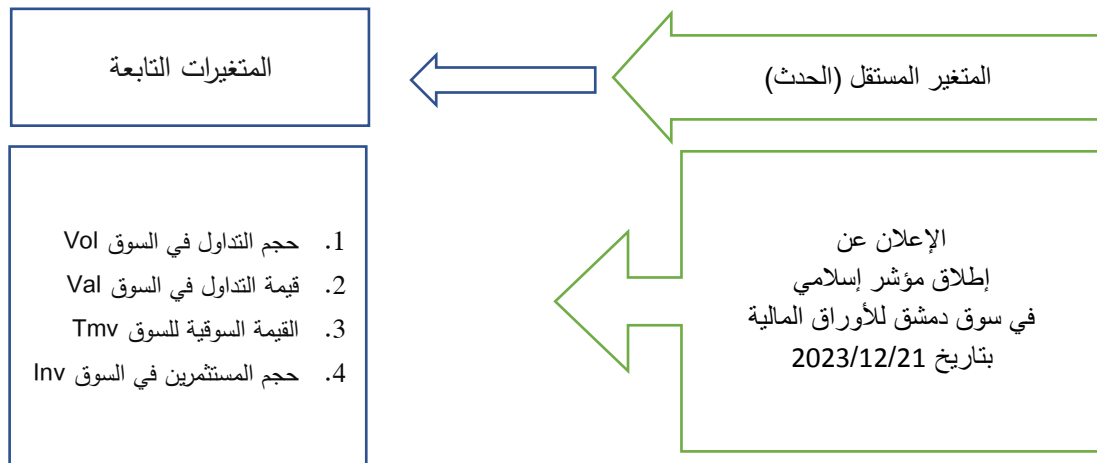 المتغير المستقل (الحدث)
المتغيرات التابعة
الإعلان عن
إطلاق مؤشر إسلامي
في سوق دمشق للأوراق المالية
بتاريخ 2023/12/21
1. حجم التداول في السوق Vol
2. قيمة التداول في السوق Val
3. القيمة السوقية للسوق Tmv
4. حجم المستثمرين في السوق Inv